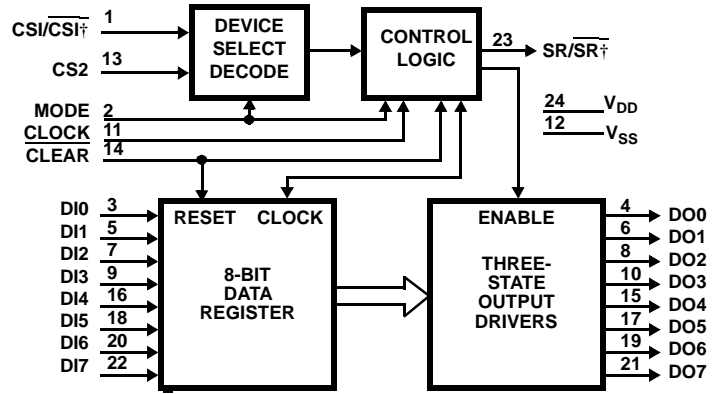 CSI/CSI† 1
CS2 13
MODE 2
CLOCK 11
CLEAR 14
DEVICE
SELECT
DECODE
CONTROL
LOGIC
23 SR/SR†
24 VDD
12 VSS
DI0 3
DI1 5
DI2 7
DI3 9
DI4 16
DI5 18
DI6 20
DI7 22
RESET CLOCK
8-BIT
DATA
REGISTER
ENABLE
THREE-
STATE
OUTPUT
DRIVERS
4 DO0
6 DO1
8 DO2
10 DO3
15 DO4
17 DO5
19 DO6
21 DO7